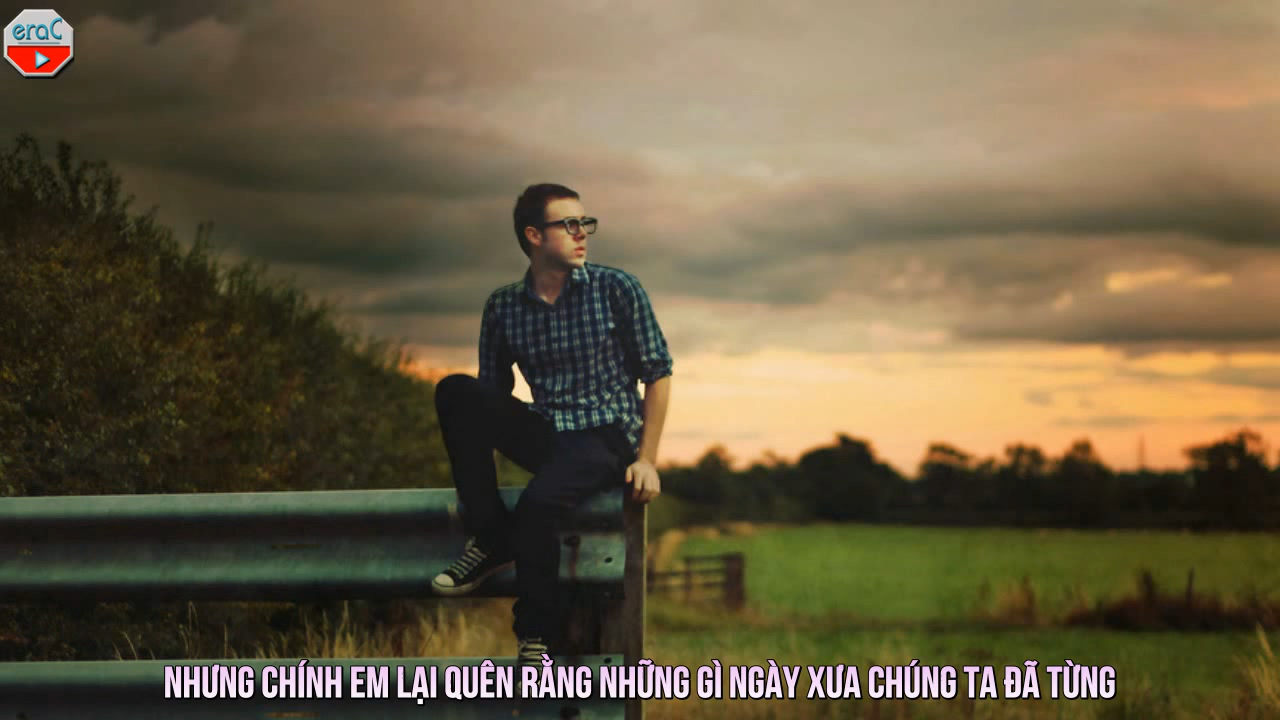 eraC
NHƯNG CHÍNH EM LẠI QUÊN RẰNG NHỮNG GÌ NGÀY XƯA CHÚNG TA ĐÃ TỪNG